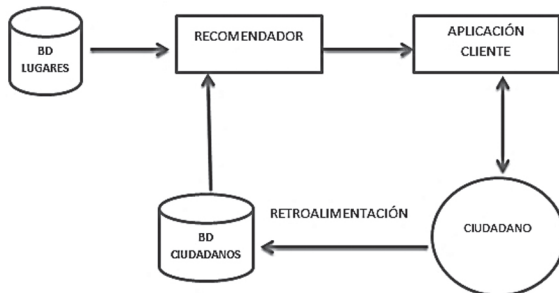 BD
LUGARES
RECOMENDADOR
APLICACIÓN
CLIENTE
RETROALIMENTACIÓN
CIUDADANO
BD
CIUDADANOS